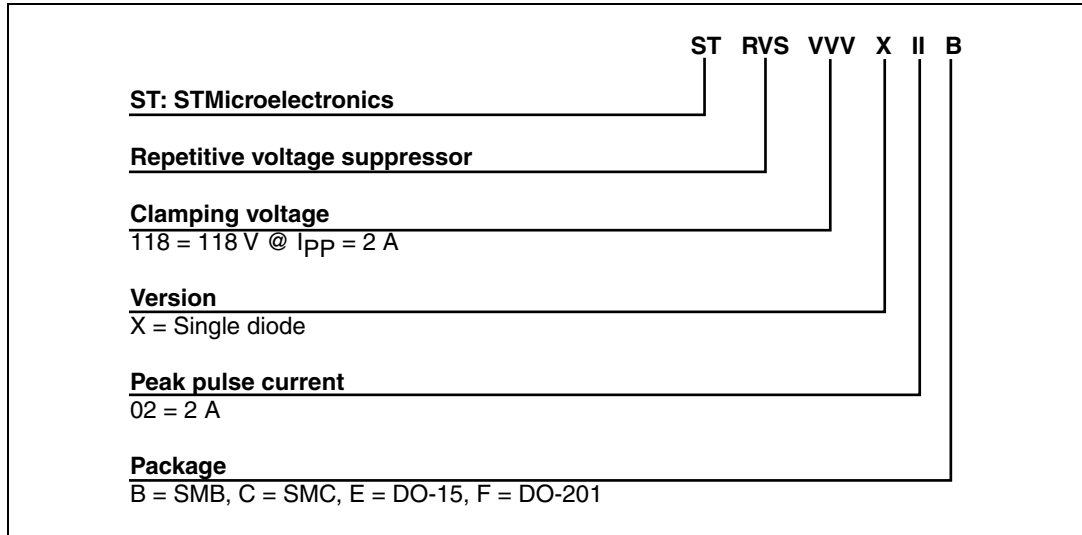 ST RVS VVV X II B
ST: STMicroelectronics
Repetitive voltage suppressor
Clamping voltage
118 = 118 V @ IPP = 2 A
Version
X = Single diode
Peak pulse current
02 = 2 A
Package
B = SMB, C = SMC, E = DO-15, F = DO-201